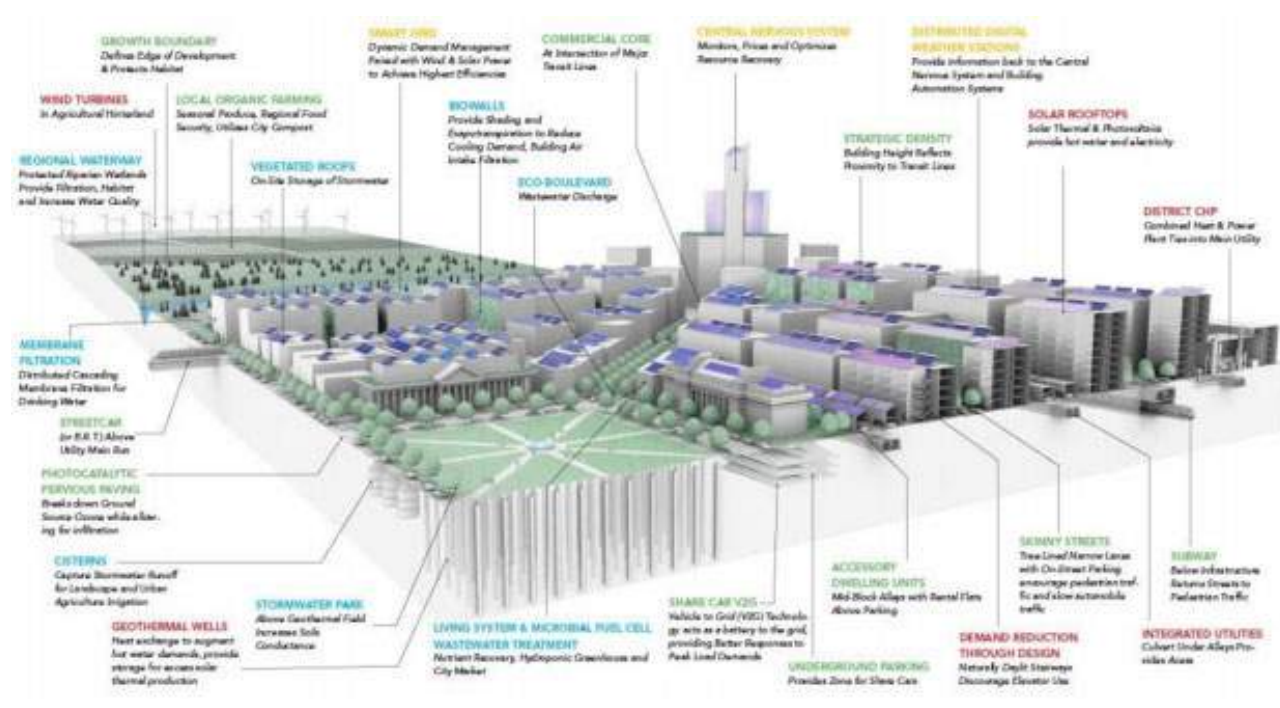 GROWTH BOUNDARY
Defines Edge of Development
& Protects Habitat
SMART GRID
Dynamic Demand Management
Paired with Wind & Solar Power
to Achieve Highest Efficiencies
COMMERCIAL CORE
At Intersection of Major
Transit Lines
CENTRAL NERVOUS SYSTEM
Monitors, Prices and Optimizes
Resource Recovery
DISTRIBUTED DIGITAL
WEATHER STATIONS
Provide information back to the Central
Nervous System and Building
Automation Systems
WIND TURBINES
In Agricultural Hinterland
LOCAL ORGANIC FARMING
Seasonal Produce, Regional Food
Security, Utilizes City Compost
BIOWALLS
Provide Shading and
Evapotranspiration to Reduce
Cooling Demand, Building Air
Intake Filtration
SOLAR ROOFTOPS
Solar Thermal & Photovoltaics
provide hot water and electricity
STRATEGIC DENSITY
Building Height Reflects
Proximity to Transit Lines
REGIONAL WATERWAY
Protected Riparian Wetlands
Provide Filtration, Habitat
and Increase Water Quality
VEGETATED ROOFS
On-Site Storage of Stormwater
ECO-BOULEVARD
Wastewater Discharge
DISTRICT CHP
Combined Heat & Power
Plant Ties into Main Utility
MEMBRANE
FILTRATION
Distributed Cascading
Membrane Filtration for
Drinking Water
STREETCAR
(or B.R.T.) Above
Utility Main Run
PHOTOCATALYTIC
PERVIOUS PAVING
Breaks down Ground
Source Ozone while allow-
ing for infiltration
CISTERNS
Capture Stormwater Runoff
for Landscape and Urban
Agriculture Irrigation
GEOTHERMAL WELLS
Heat exchange to augment
hot water demands, provide
storage for excess solar
thermal production
STORMWATER PARK
Above Geothermal Field
Increases Soils
Conductance
LIVING SYSTEM & MICROBIAL FUEL CELL
WASTEWATER TREATMENT
Nutrient Recovery, Hydroponic Greenhouse and
City Market
SHARE CAR V2G
Vehicle to Grid (V2G) Technolo-
gy acts as a battery to the grid,
providing Better Responses to
Peak Load Demands
UNDERGROUND PARKING
Provides Zone for Share Cars
ACCESSORY
DWELLING UNITS
Mid-Block Alleys with Rental Flats
Above Parking
DEMAND REDUCTION
THROUGH DESIGN
Naturally Daylit Stairways
Discourage Elevator Use
SKINNY STREETS
Tree Lined Narrow Lanes
with On-Street Parking
encourage pedestrian traf-
fic and slow automobile
traffic
INTEGRATED UTILITIES
Culvert Under Alleys Pro-
vides Access
SUBWAY
Below Infrastructure
Returns Streets to
Pedestrian Traffic